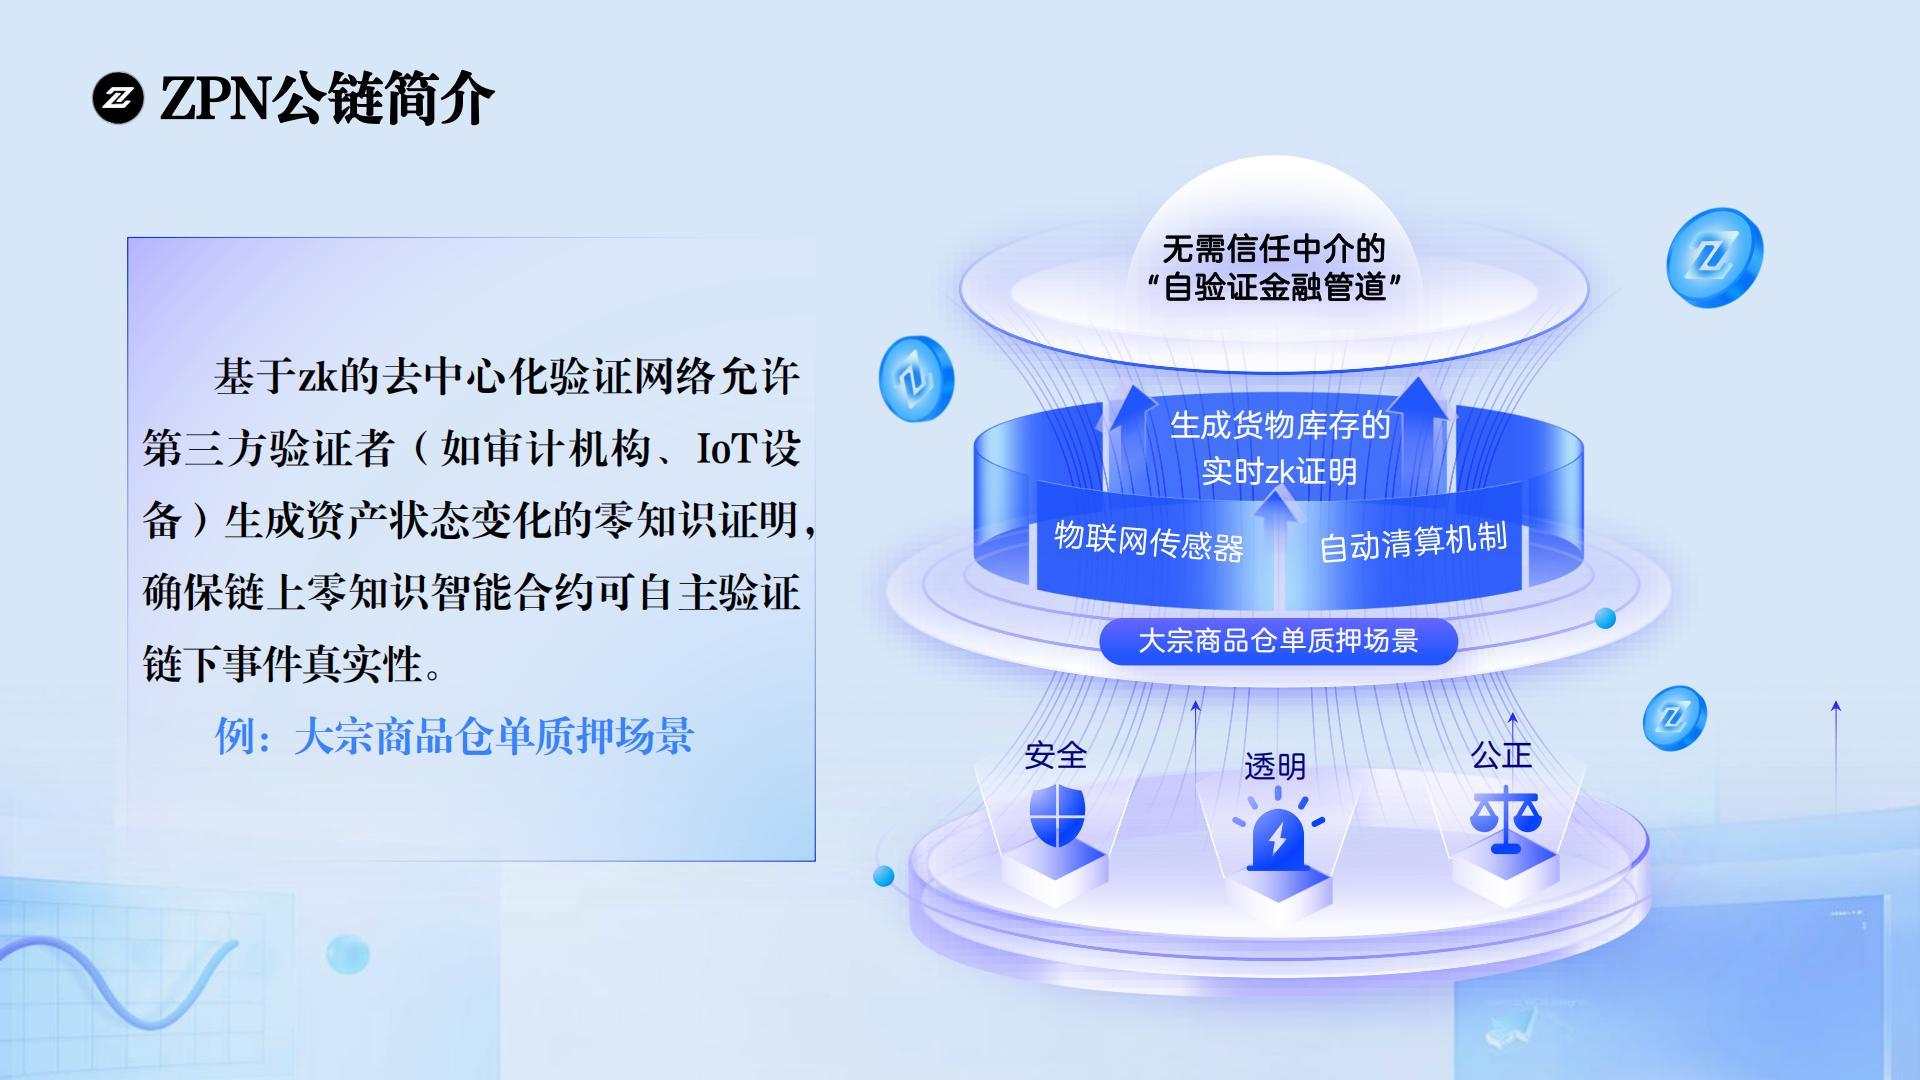 ZPN公链简介
基于zk的去中心化验证网络允许
第三方验证者（如审计机构、IoT设
备）生成资产状态变化的零知识证明，
确保链上零知识智能合约可自主验证
链下事件真实性。
例：大宗商品仓单质押场景
无需信任中介的
“自验证金融管道”
生成货物库存的
实时zk证明
物联网传感器
自动清算机制
大宗商品仓单质押场景
安全
透明
公正